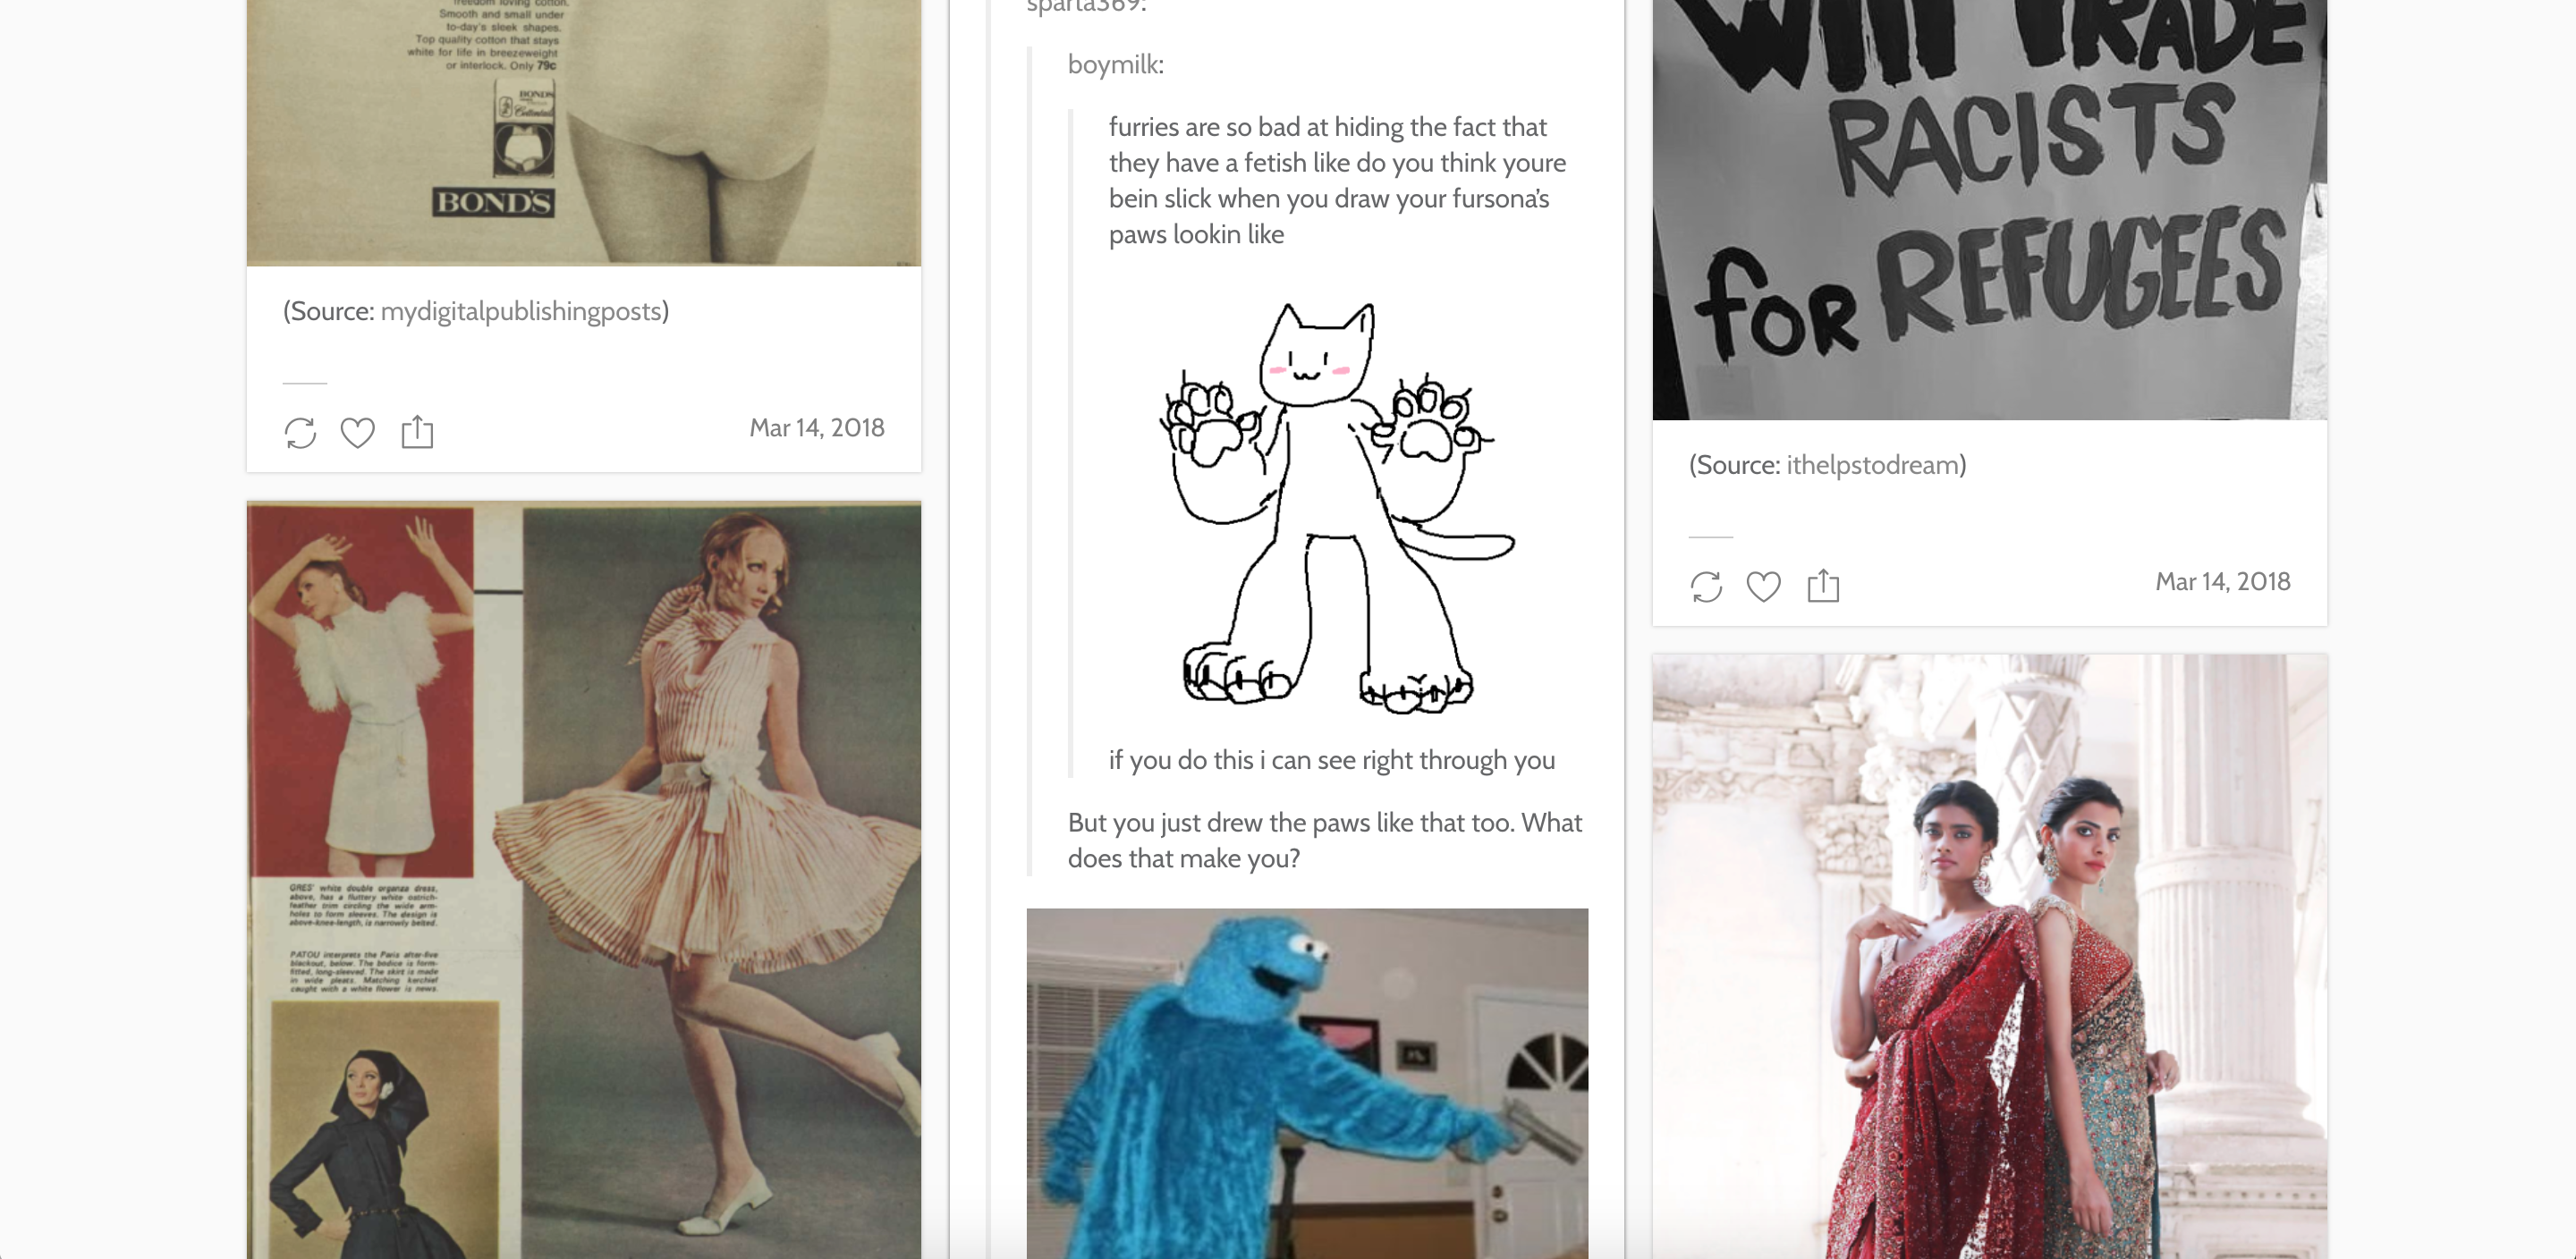 freedom loving cotton.
Smooth and small under
to-day's sleek shapes.
Top quality cotton that stays
white for life in breezeweight
or interlock. Only 79c
BONDS
Cottontails
BOND'S
(Source: mydigitalpublishingposts)
Mar 14, 2018
GRES' white double organza dress,
above, has a fluttery white ostrich-
feather trim circling the wide arm-
holes to form sleeves. The design is
above-knee-length, is narrowly belted.
PATOU interprets the Paris after-five
blackout, below. The bodice is form-
fitted, long-sleeved. The skirt is made
in wide pleats. Matching kerchief
caught with a white flower is news.
sparta369:
boymilk:
furries are so bad at hiding the fact that
they have a fetish like do you think youre
bein slick when you draw your fursona’s
paws lookin like
if you do this i can see right through you
But you just drew the paws like that too. What
does that make you?
Will TRADE
RACISTS
for REFUGEES
(Source: ithelpstodream)
Mar 14, 2018